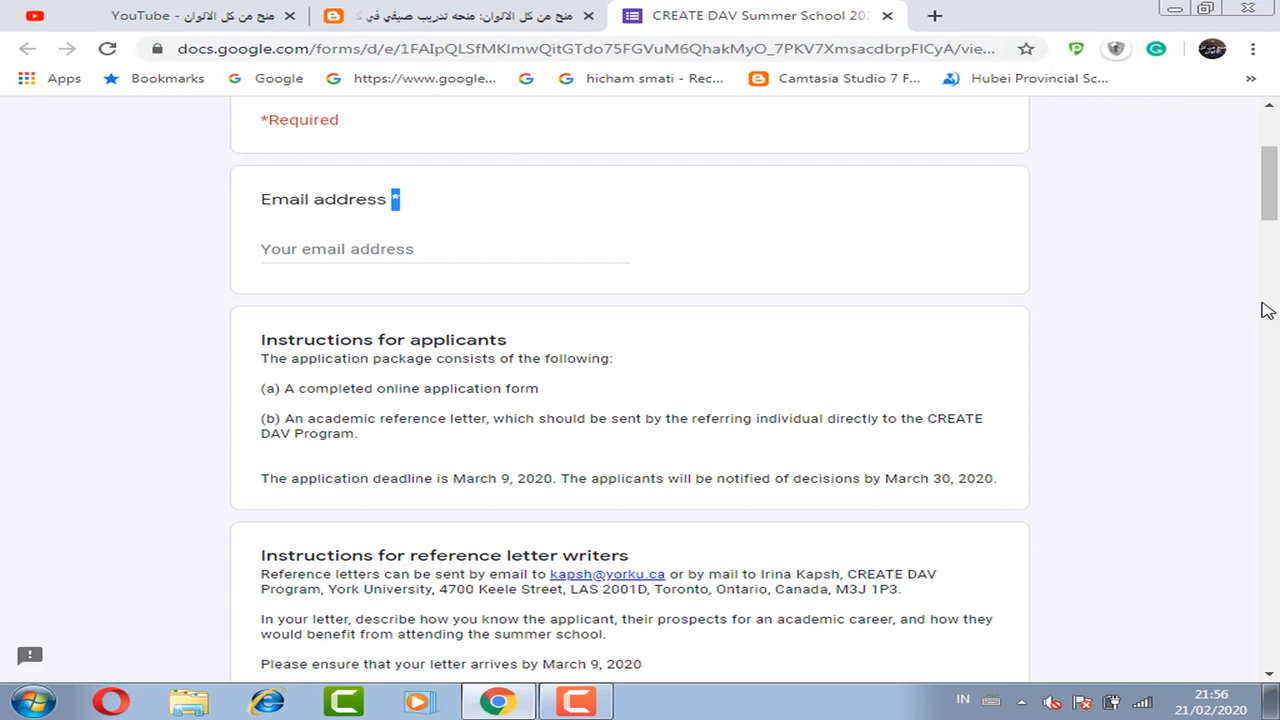 YouTube - منح من كل الالوان
منح من كل الالوان: منحه تدريب صيفي في ك
CREATE DAV Summer School 202
docs.google.com/forms/d/e/1FAIpQLSfMKlmwQitGTdo75FGVuM6QhakMyO_7PKV7XmsacdbrpFICyA/vie...
Apps
Bookmarks
Google
https://www.google...
hicham smati - Rec...
Camtasia Studio 7 F...
Hubei Provincial Sc...
*Required
Email address *
Your email address
Instructions for applicants
The application package consists of the following:
(a) A completed online application form
(b) An academic reference letter, which should be sent by the referring individual directly to the CREATE
DAV Program.
The application deadline is March 9, 2020. The applicants will be notified of decisions by March 30, 2020.
Instructions for reference letter writers
Reference letters can be sent by email to kapsh@yorku.ca or by mail to Irina Kapsh, CREATE DAV
Program, York University, 4700 Keele Street, LAS 2001D, Toronto, Ontario, Canada, M3J 1P3.
In your letter, describe how you know the applicant, their prospects for an academic career, and how they
would benefit from attending the summer school.
Please ensure that your letter arrives by March 9, 2020
IN
21:56
21/02/2020